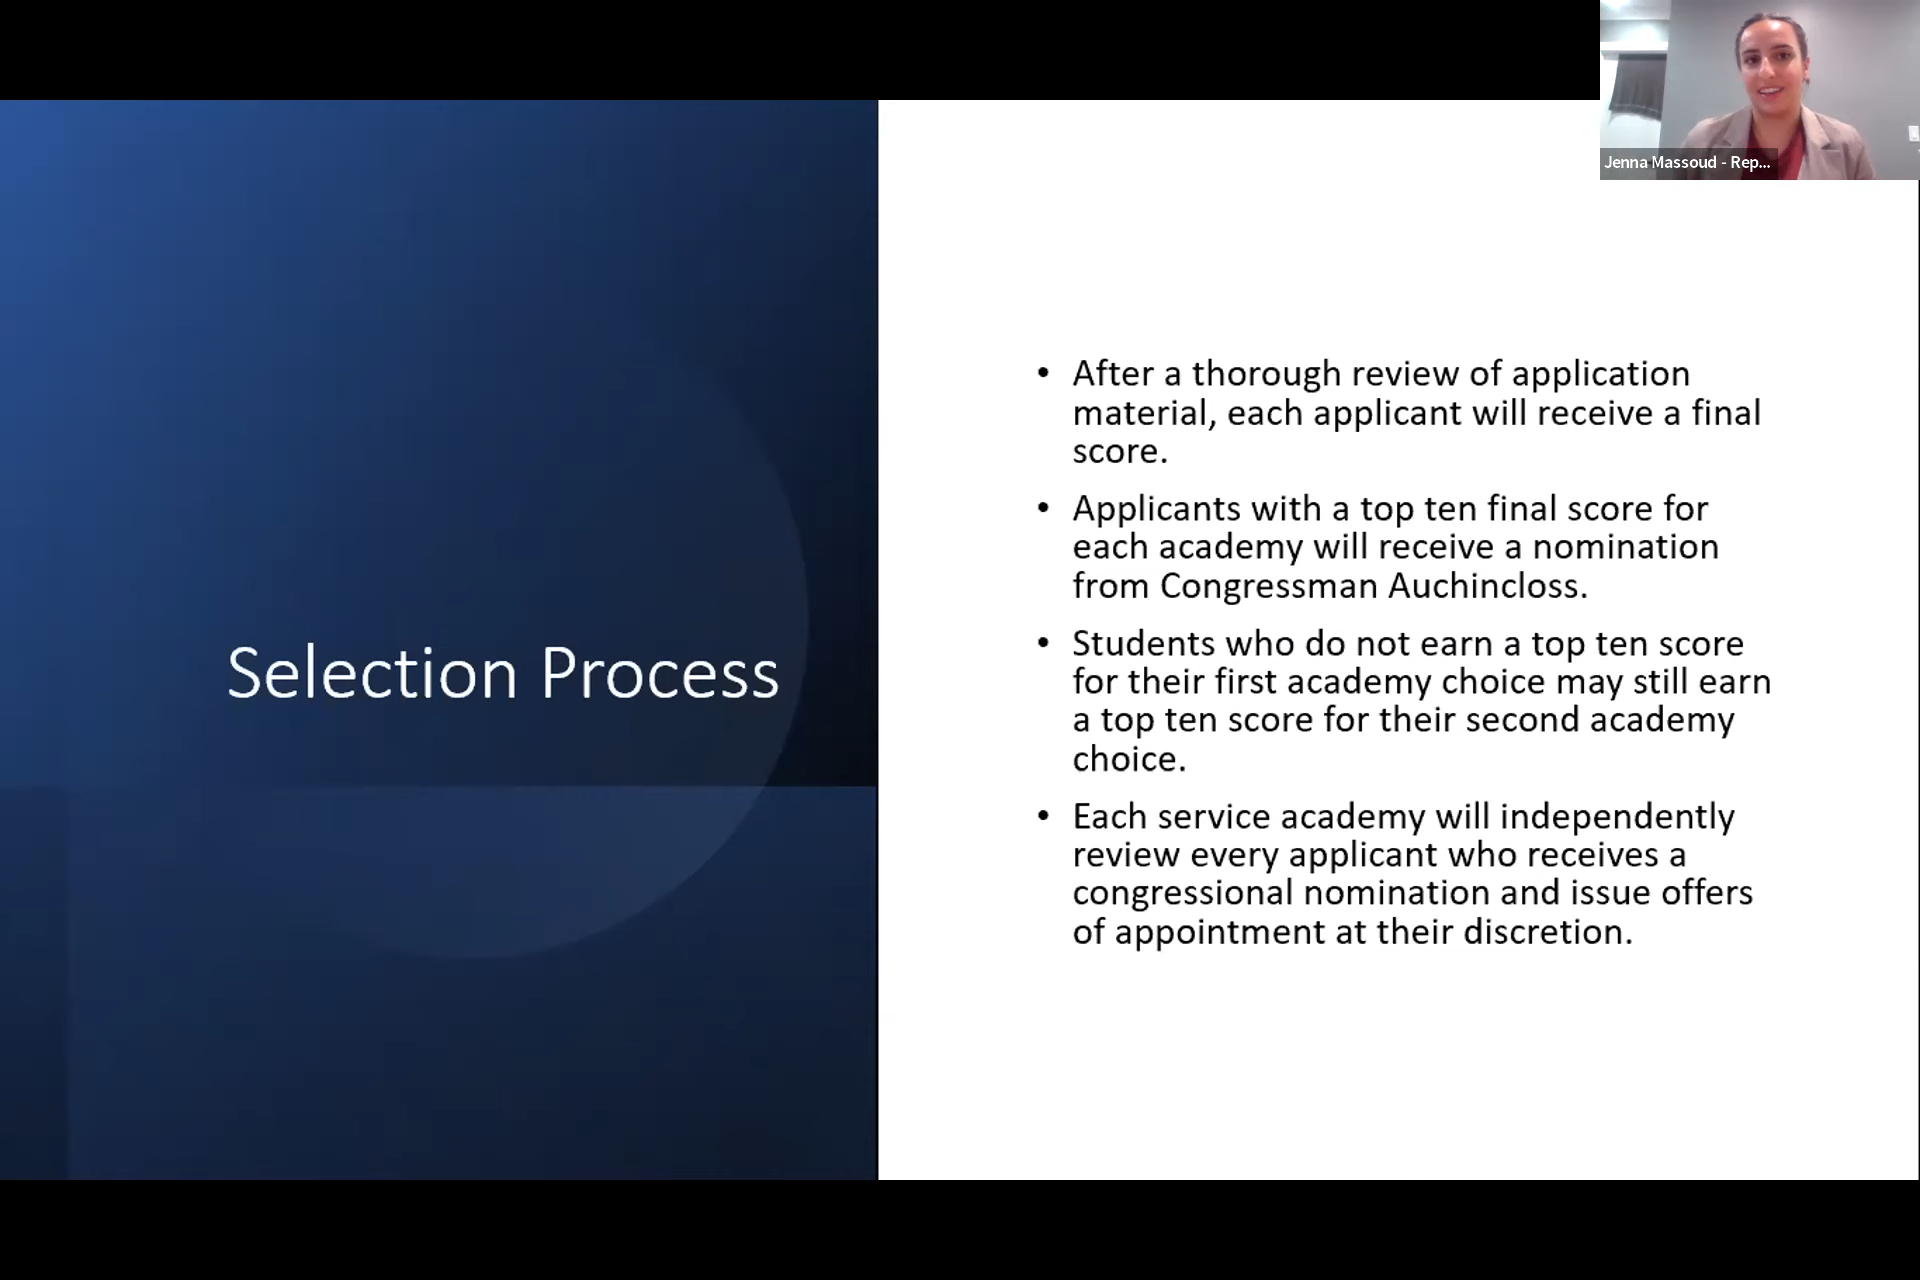 Jenna Massoud - Rep...
Selection Process
• After a thorough review of application
material, each applicant will receive a final
score.
• Applicants with a top ten final score for
each academy will receive a nomination
from Congressman Auchincloss.
• Students who do not earn a top ten score
for their first academy choice may still earn
a top ten score for their second academy
choice.
• Each service academy will independently
review every applicant who receives a
congressional nomination and issue offers
of appointment at their discretion.